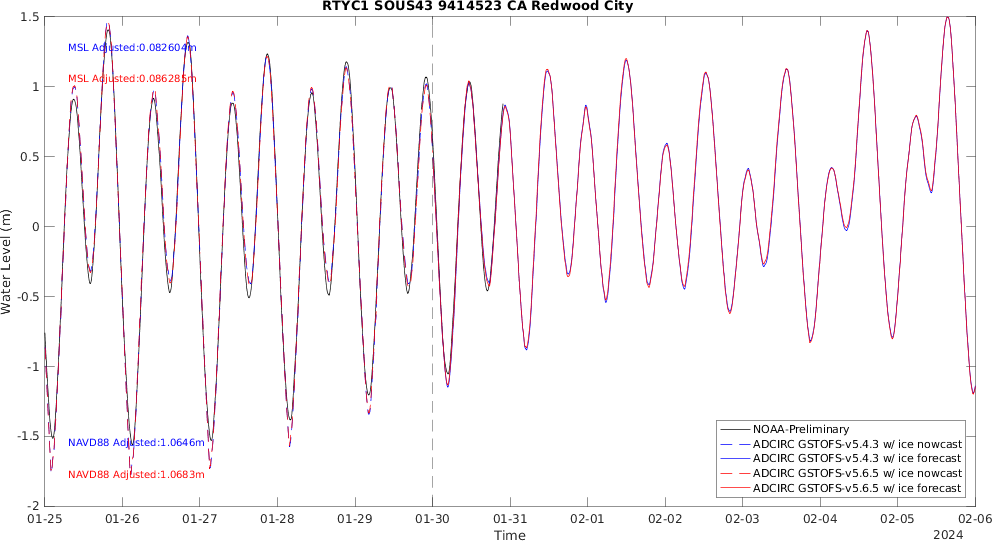 RTYC1 SOUS43 9414523 CA Redwood City
1.5
1
0.5
0
-0.5
-1
-1.5
-2
Water Level (m)
MSL Adjusted:0.082604m
MSL Adjusted:0.086285m
NAVD88 Adjusted:1.0646m
NAVD88 Adjusted:1.0683m
NOAA-Preliminary
ADCIRC GSTOFS-v5.4.3 w/ ice nowcast
ADCIRC GSTOFS-v5.4.3 w/ ice forecast
ADCIRC GSTOFS-v5.6.5 w/ ice nowcast
ADCIRC GSTOFS-v5.6.5 w/ ice forecast
01-25 01-26 01-27 01-28 01-29 01-30 01-31 02-01 02-02 02-03 02-04 02-05 02-06
Time
2024